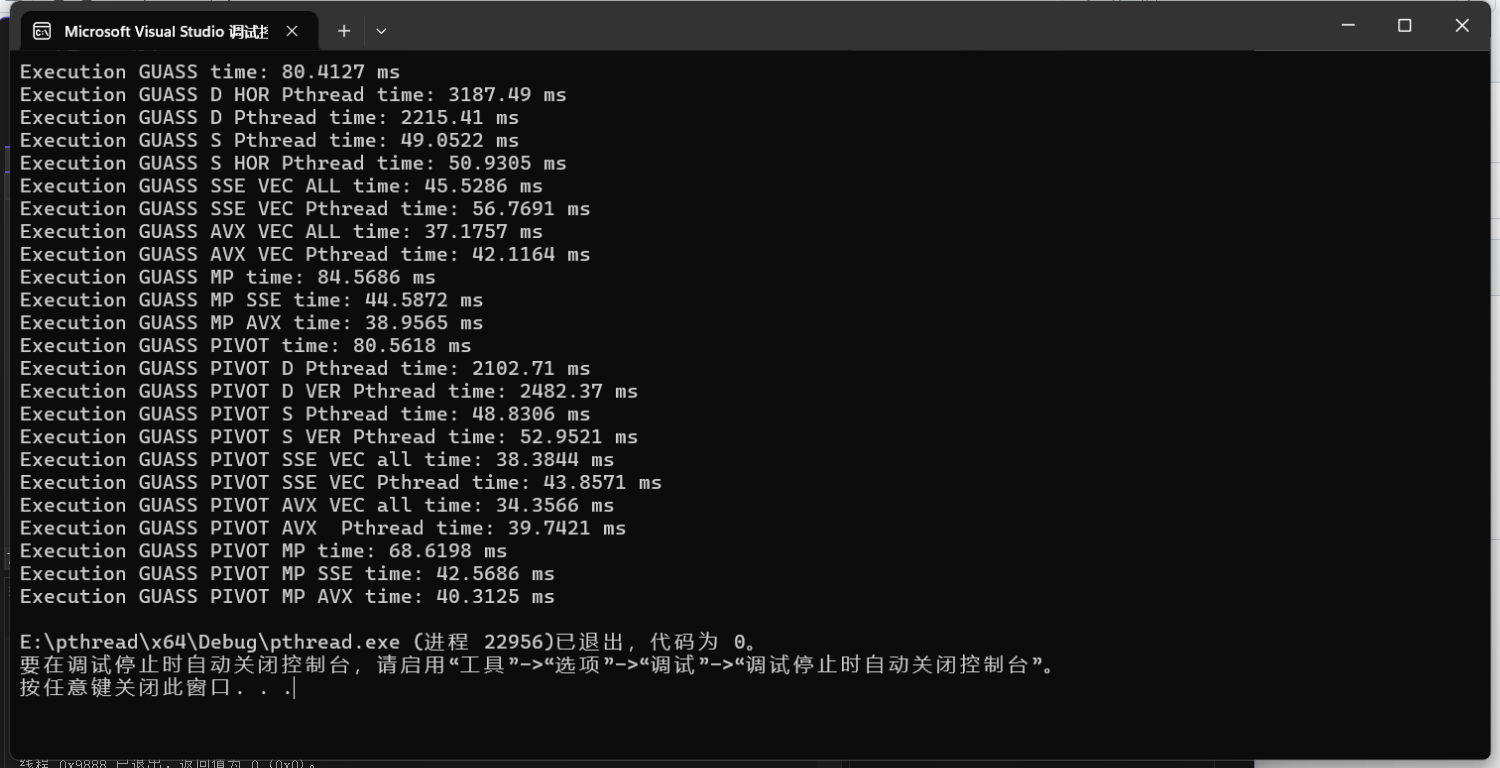 Microsoft Visual Studio 调试控
Execution GUASS time: 80.4127 ms
Execution GUASS D HOR Pthread time: 3187.49 ms
Execution GUASS D Pthread time: 2215.41 ms
Execution GUASS S Pthread time: 49.0522 ms
Execution GUASS S HOR Pthread time: 50.9305 ms
Execution GUASS SSE VEC ALL time: 45.5286 ms
Execution GUASS SSE VEC Pthread time: 56.7691 ms
Execution GUASS AVX VEC ALL time: 37.1757 ms
Execution GUASS AVX VEC Pthread time: 42.1164 ms
Execution GUASS MP time: 84.5686 ms
Execution GUASS MP SSE time: 44.5872 ms
Execution GUASS MP AVX time: 38.9565 ms
Execution GUASS PIVOT time: 80.5618 ms
Execution GUASS PIVOT D Pthread time: 2102.71 ms
Execution GUASS PIVOT D VER Pthread time: 2482.37 ms
Execution GUASS PIVOT S Pthread time: 48.8306 ms
Execution GUASS PIVOT S VER Pthread time: 52.9521 ms
Execution GUASS PIVOT SSE VEC all time: 38.3844 ms
Execution GUASS PIVOT SSE VEC Pthread time: 43.8571 ms
Execution GUASS PIVOT AVX VEC all time: 34.3566 ms
Execution GUASS PIVOT AVX  Pthread time: 39.7421 ms
Execution GUASS PIVOT MP time: 68.6198 ms
Execution GUASS PIVOT MP SSE time: 42.5686 ms
Execution GUASS PIVOT MP AVX time: 40.3125 ms
E:\pthread\x64\Debug\pthread.exe (进程 22956)已退出，代码为 0。
要在调试停止时自动关闭控制台，请启用“工具”->“选项”->“调试”->“调试停止时自动关闭控制台”。
按任意键关闭此窗口. . .
线程 0x9888 已退出，返回值为 0 (0x0)。